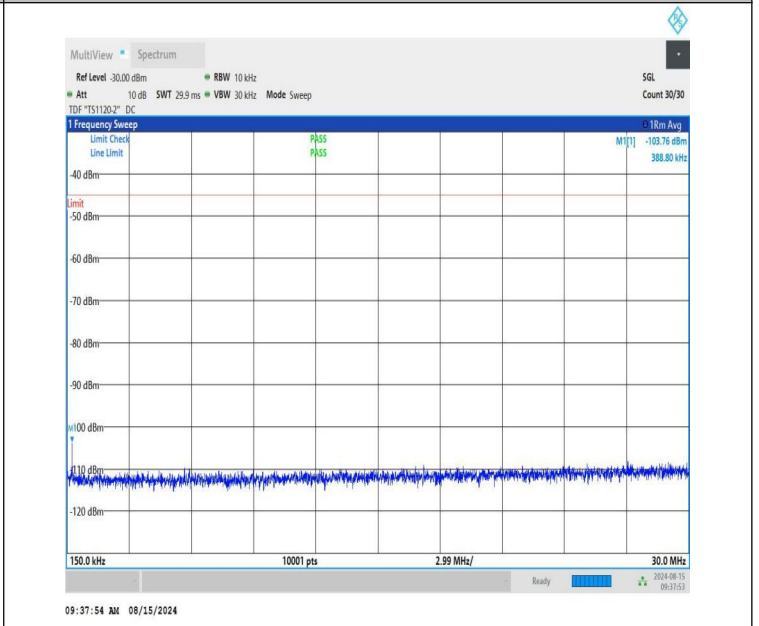 R S
MultiView Spectrum
Ref Level -30.00 dBm RBW 10 kHz SGL
Att 10 dB SWT 29.9 ms VBW 30 kHz Mode Sweep Count 30/30
TDF "TS1120-2" DC
1 Frequency Sweep 1Rm Avg
Limit Check PASS M1[1] -103.76 dBm
Line Limit PASS 388.80 kHz
-40 dBm
Limit
-50 dBm
-60 dBm
-70 dBm
-80 dBm
-90 dBm
M1
-100 dBm
-110 dBm
-120 dBm
150.0 kHz 10001 pts 2.99 MHz/ 30.0 MHz
Ready 2024-08-15
09:37:53
09:37:54 AM 08/15/2024